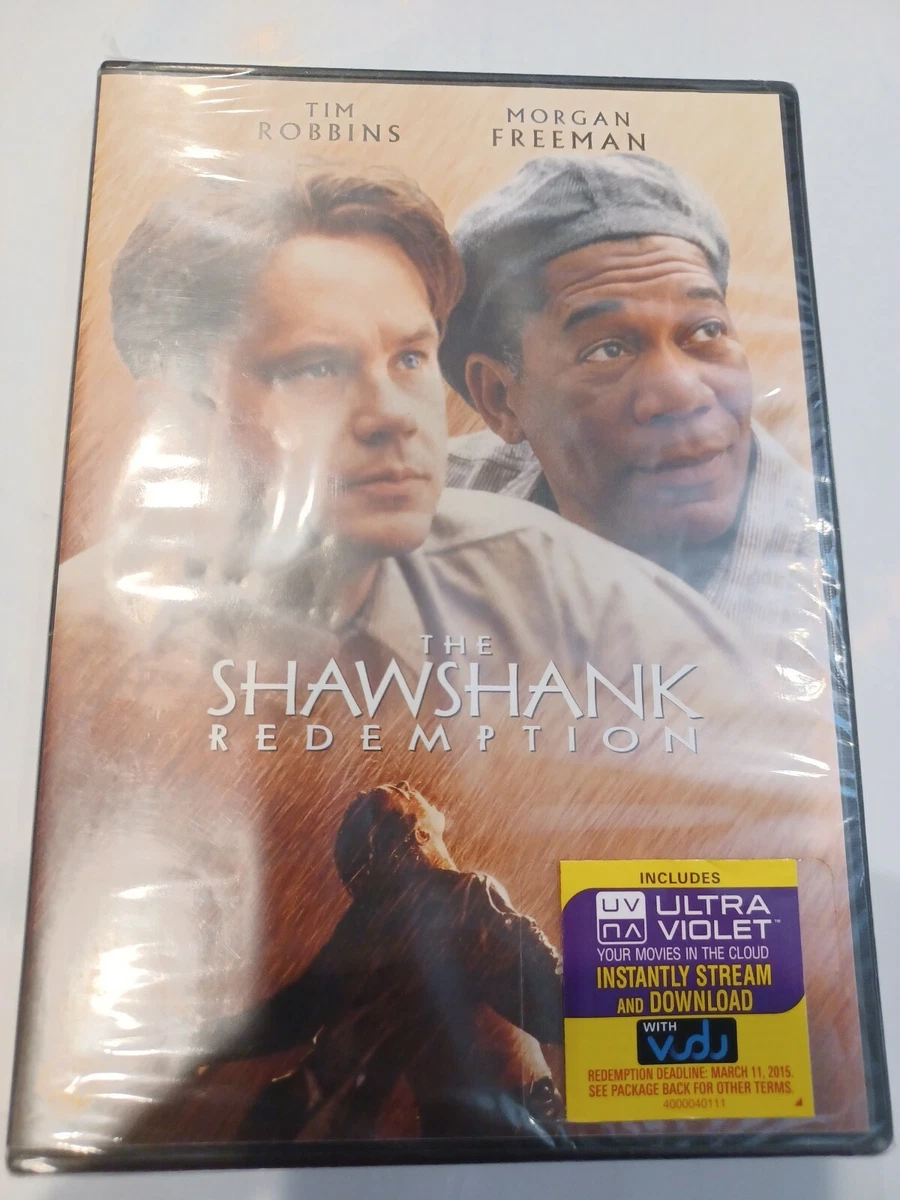 TIM
ROBBINS
MORGAN
FREEMAN
THE
SHAWSHANK
REDEMPTION
INCLUDES
UV
ULTRA
VIOLET™
YOUR MOVIES IN THE CLOUD
INSTANTLY STREAM
AND DOWNLOAD
WITH
VUDU
REDEMPTION DEADLINE: MARCH 11, 2015.
SEE PACKAGE BACK FOR OTHER TERMS.
4000040111